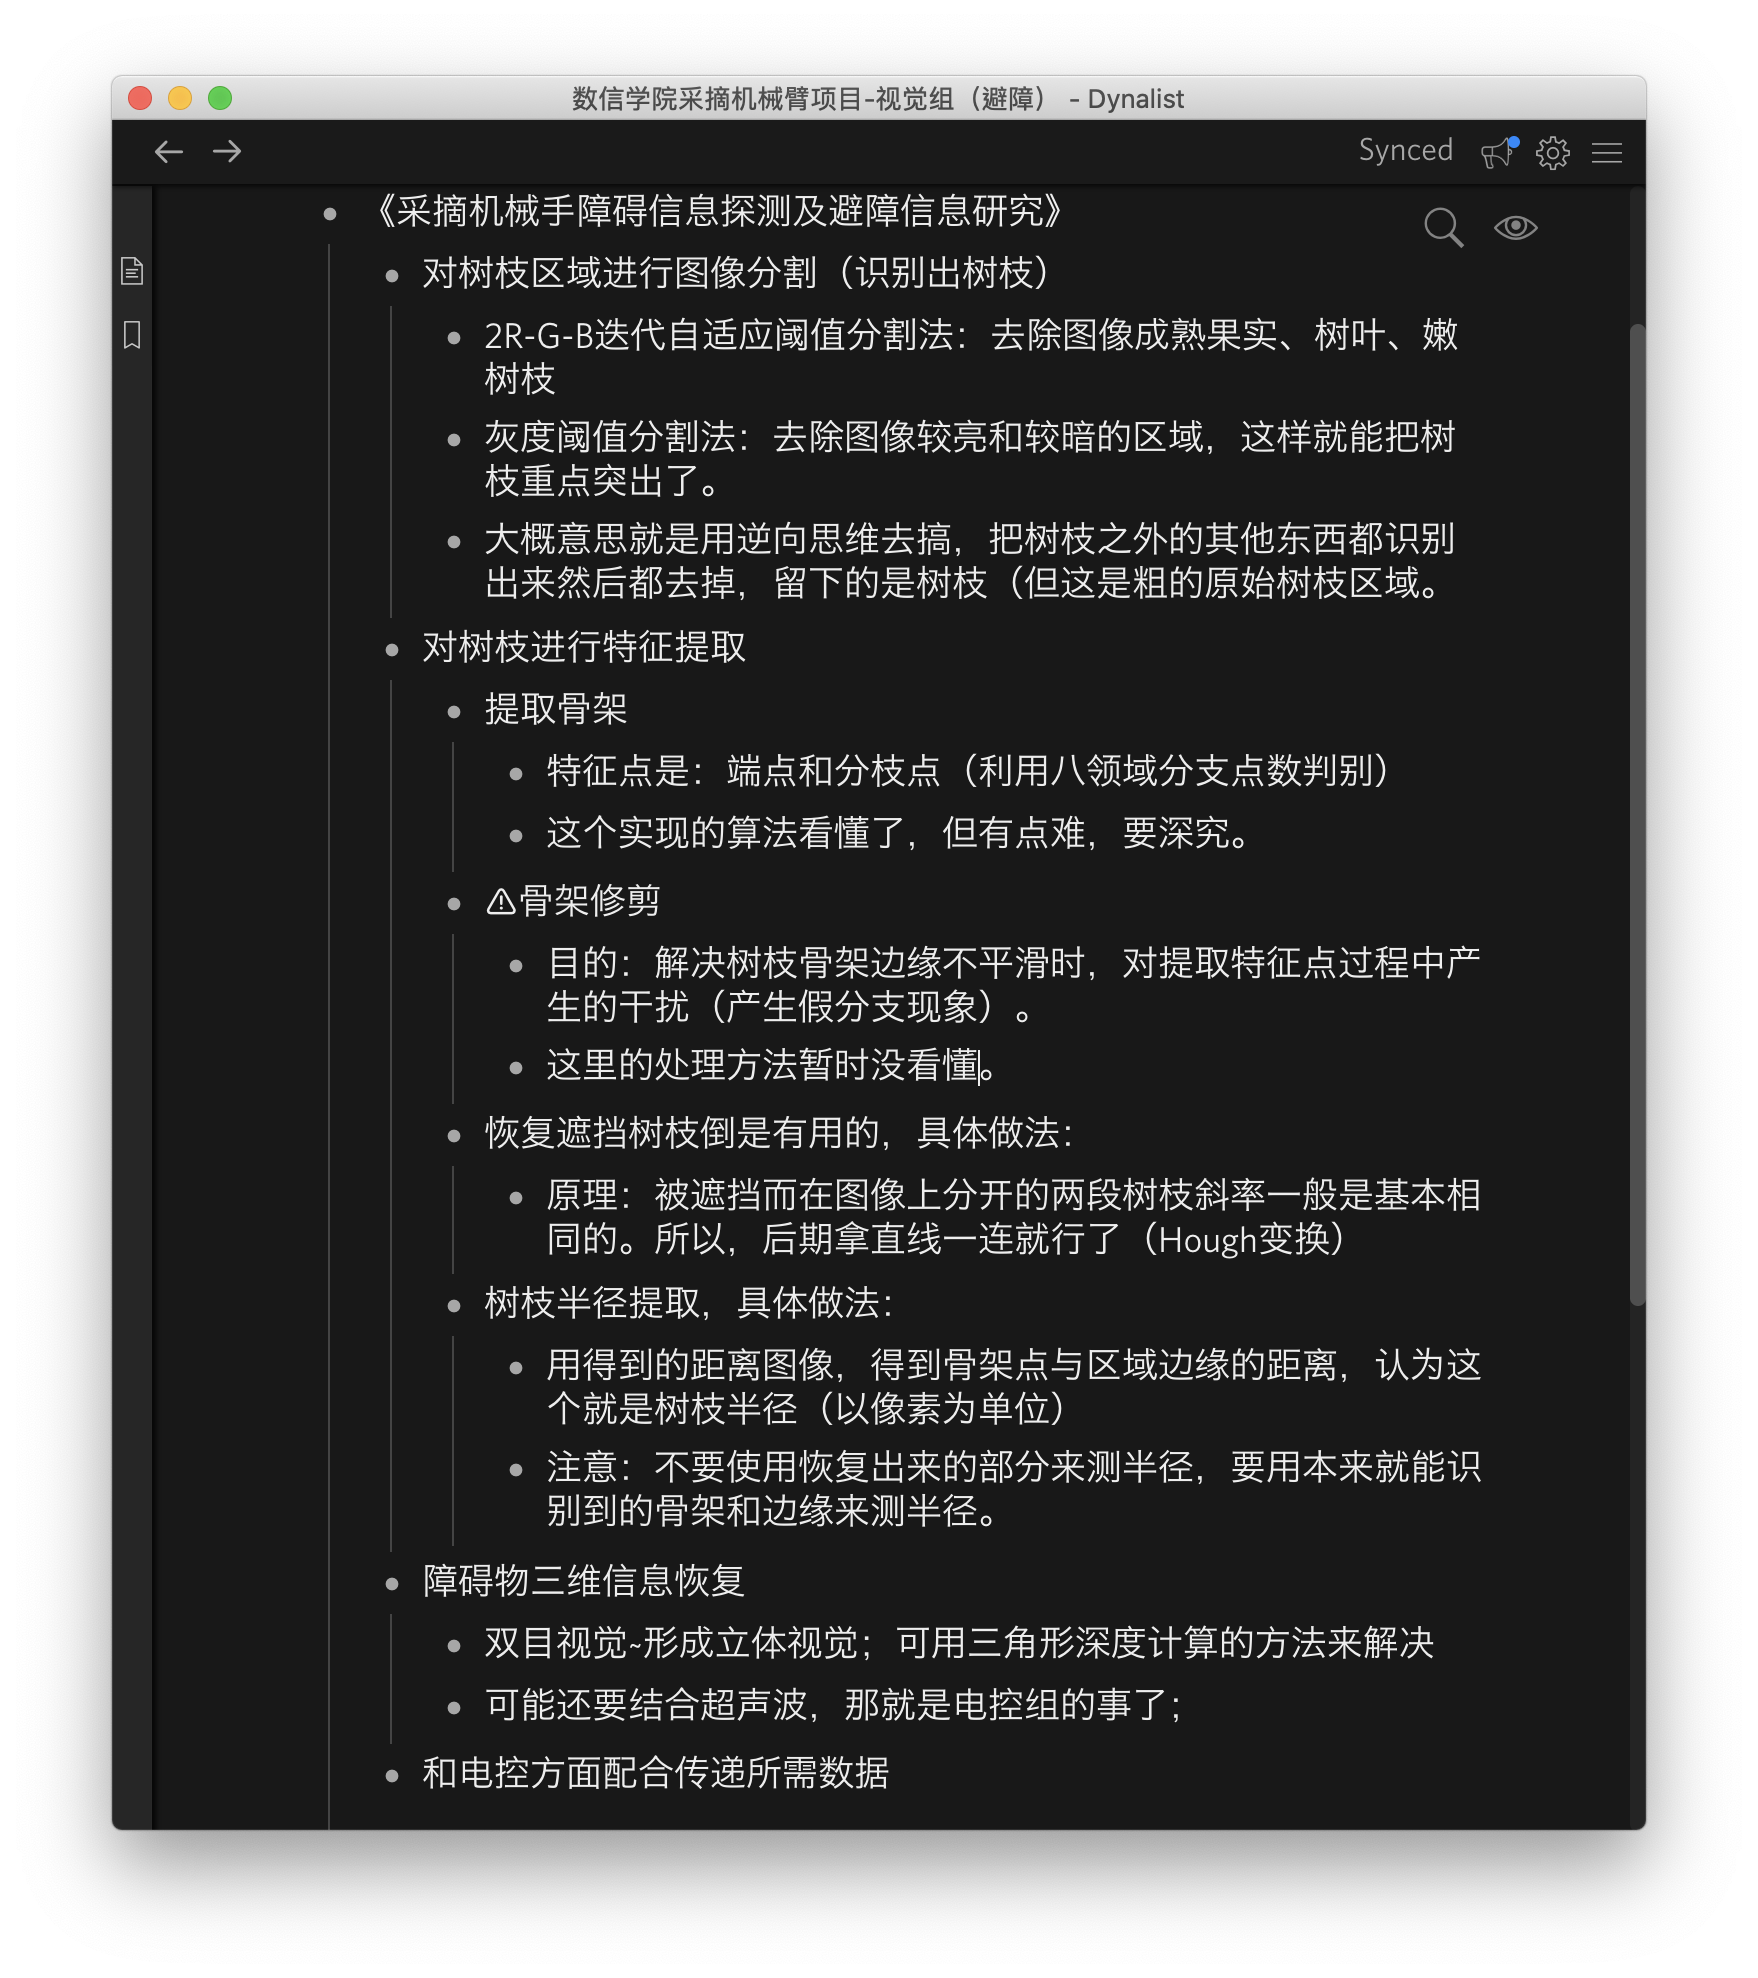 数信学院采摘机械臂项目-视觉组（避障） - Dynalist
Synced
《采摘机械手障碍信息探测及避障信息研究》
对树枝区域进行图像分割（识别出树枝）
2R-G-B迭代自适应阈值分割法：去除图像成熟果实、树叶、嫩
树枝
灰度阈值分割法：去除图像较亮和较暗的区域，这样就能把树
枝重点突出了。
大概意思就是用逆向思维去搞，把树枝之外的其他东西都识别
出来然后都去掉，留下的是树枝（但这是粗的原始树枝区域。
对树枝进行特征提取
提取骨架
特征点是：端点和分枝点（利用八领域分支点数判别）
这个实现的算法看懂了，但有点难，要深究。
⚠骨架修剪
目的：解决树枝骨架边缘不平滑时，对提取特征点过程中产
生的干扰（产生假分支现象）。
这里的处理方法暂时没看懂。
恢复遮挡树枝倒是有用的，具体做法：
原理：被遮挡而在图像上分开的两段树枝斜率一般是基本相
同的。所以，后期拿直线一连就行了（Hough变换）
树枝半径提取，具体做法：
用得到的距离图像，得到骨架点与区域边缘的距离，认为这
个就是树枝半径（以像素为单位）
注意：不要使用恢复出来的部分来测半径，要用本来就能识
别到的骨架和边缘来测半径。
障碍物三维信息恢复
双目视觉~形成立体视觉；可用三角形深度计算的方法来解决
可能还要结合超声波，那就是电控组的事了；
和电控方面配合传递所需数据